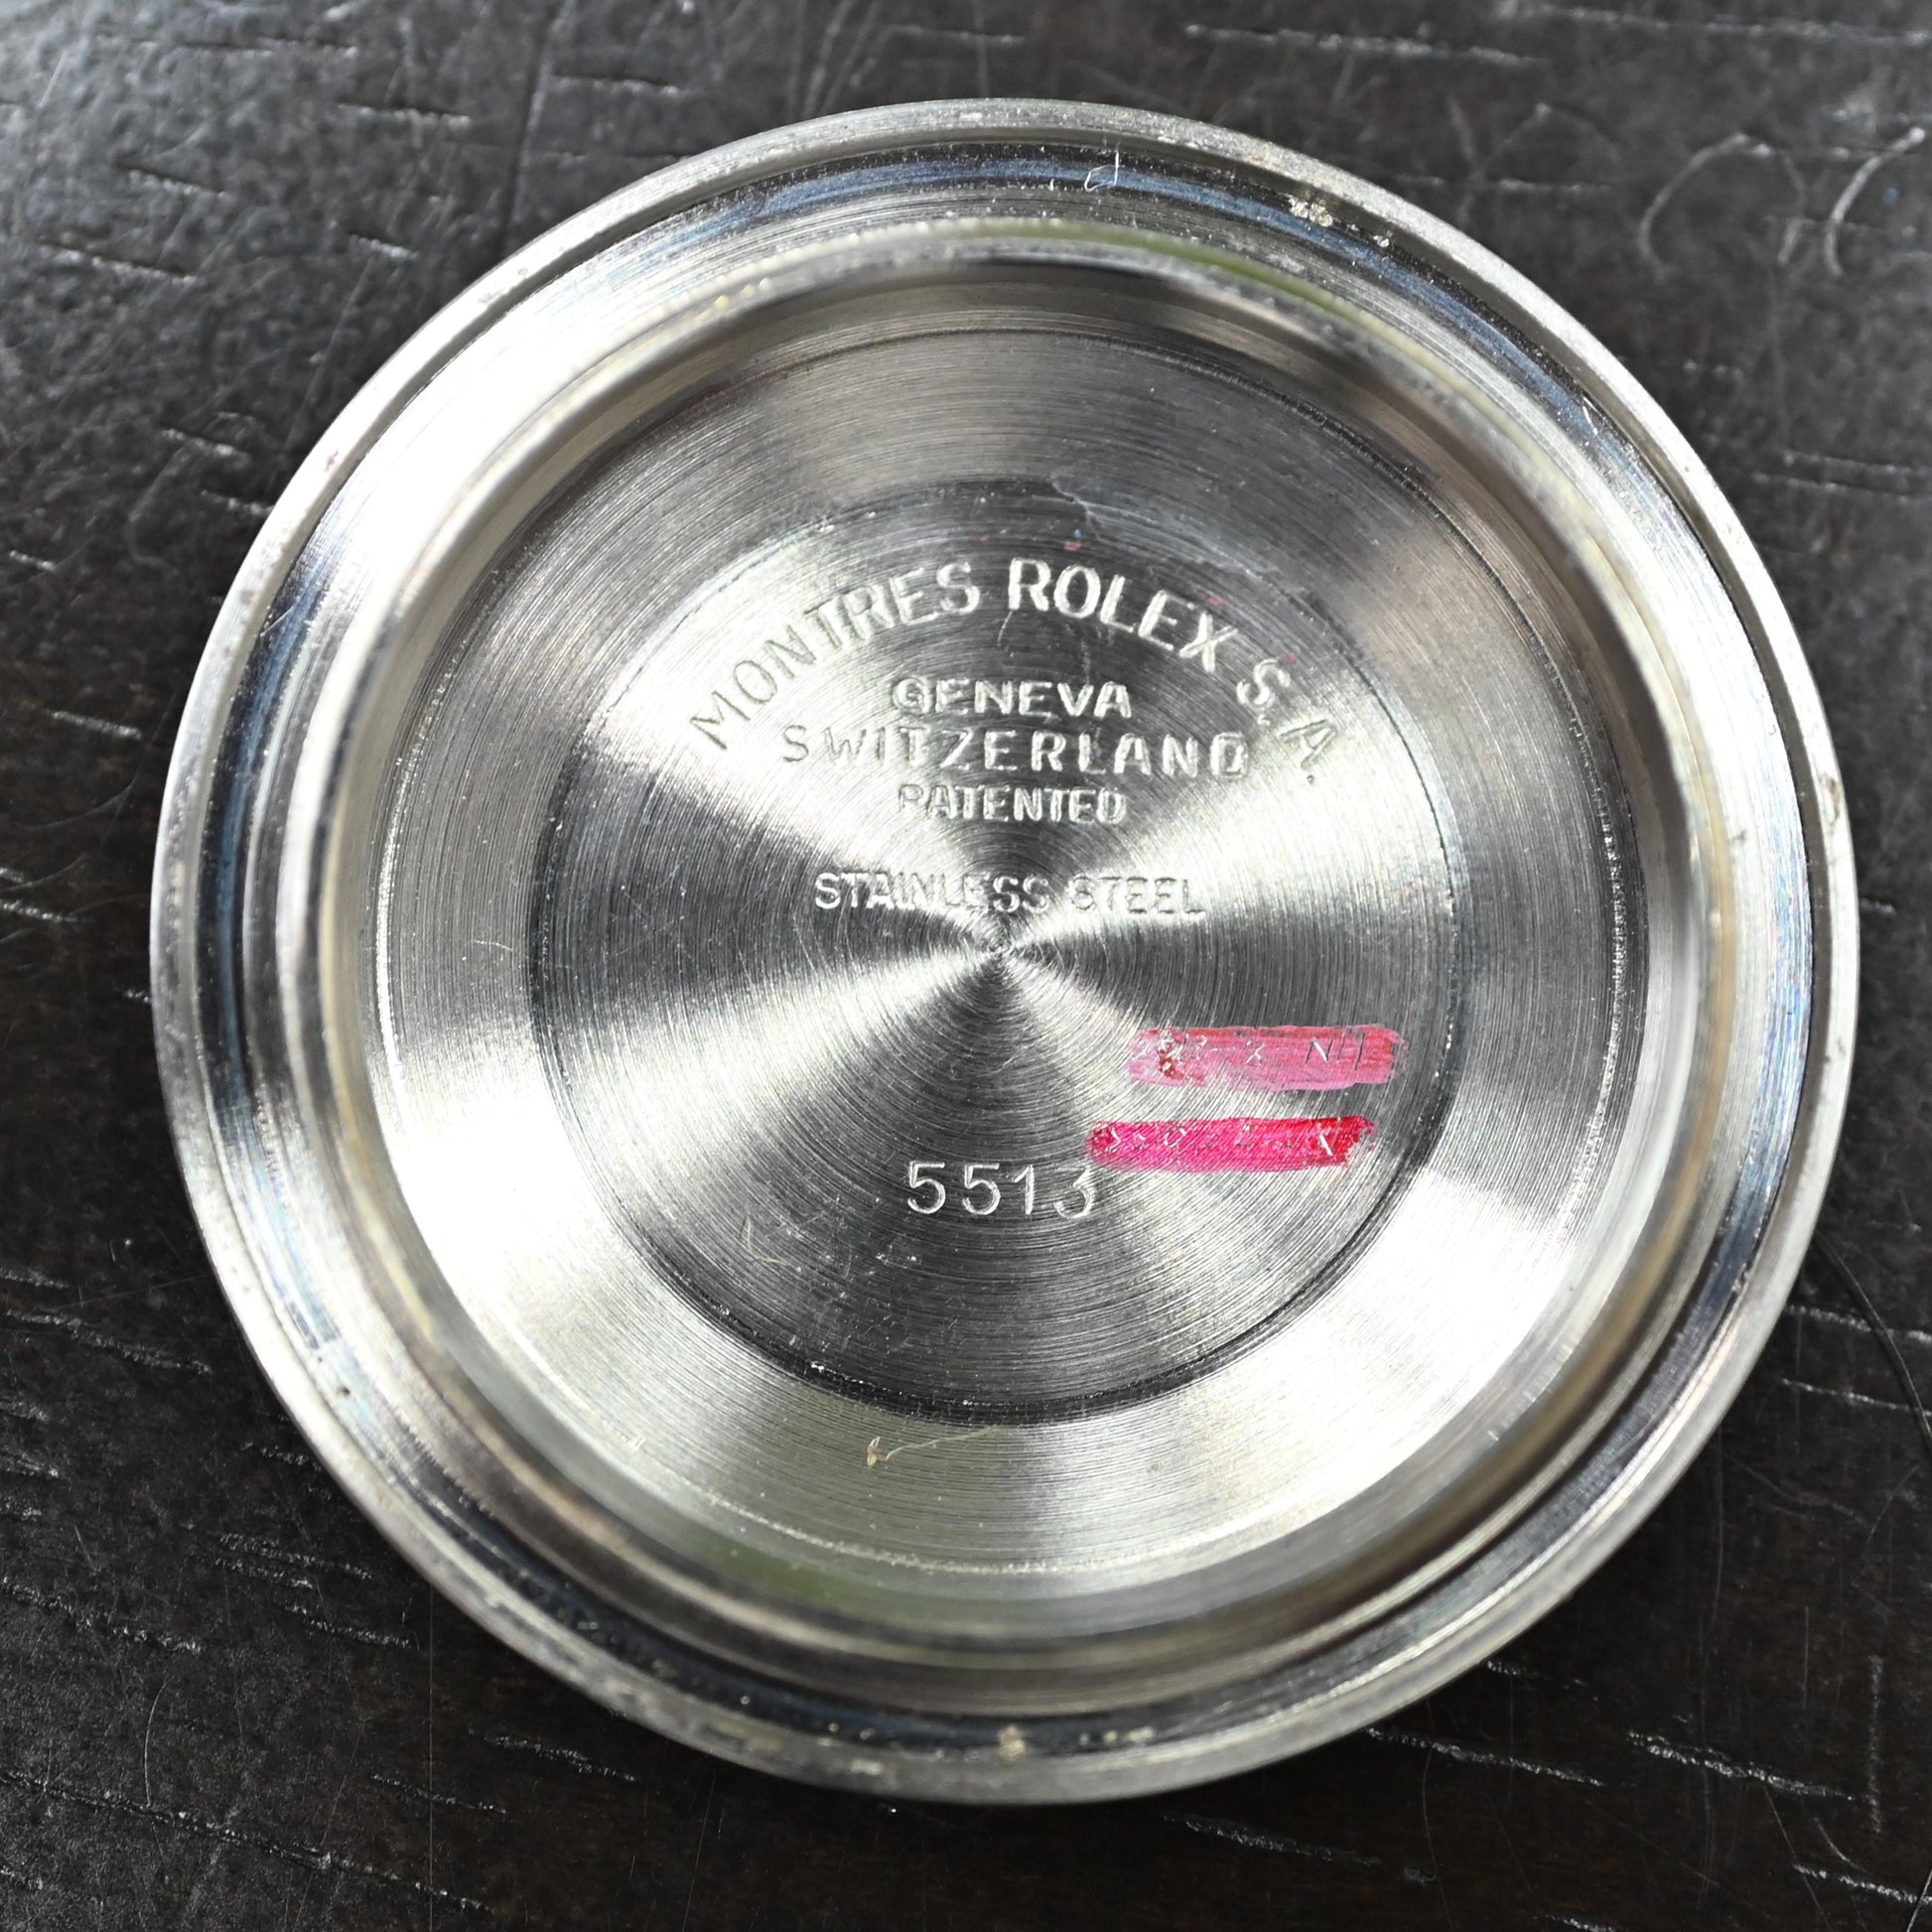 MONTRES ROLEX S.A.
GENEVA
SWITZERLAND
PATENTED
STAINLESS STEEL
5513